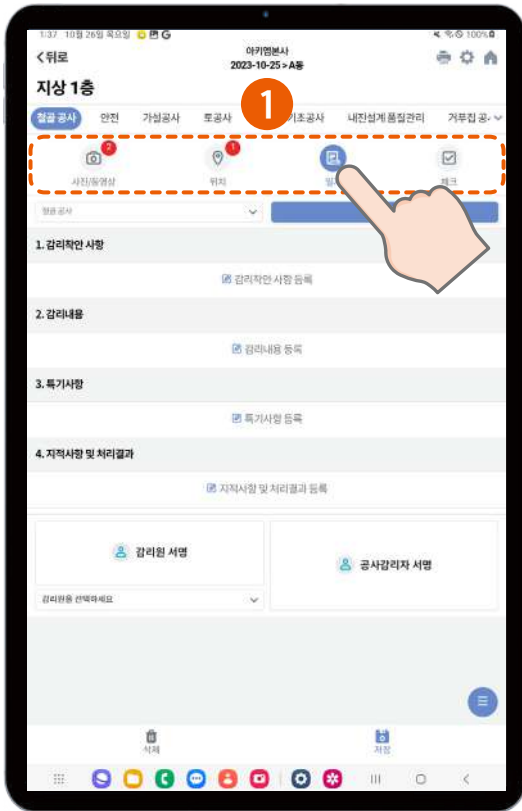 1:37 10월 26일 목요일 G 100%
<뒤로 아키엠본사
2023-10-25 > A동
지상 1층
철골공사 안전 가설공사 토공사 1 기초공사 내진설계품질관리 거푸집 공.
2 1
사진/동영상 위치 체크
철골공사
1. 감리착안 사항
감리착안 사항 등록
2. 감리내용
감리내용 등록
3. 특기사항
특기사항 등록
4. 지적사항 및 처리결과
지적사항 및 처리결과 등록
감리원 서명 공사감리자 서명
감리원을 선택하세요
삭제 저장